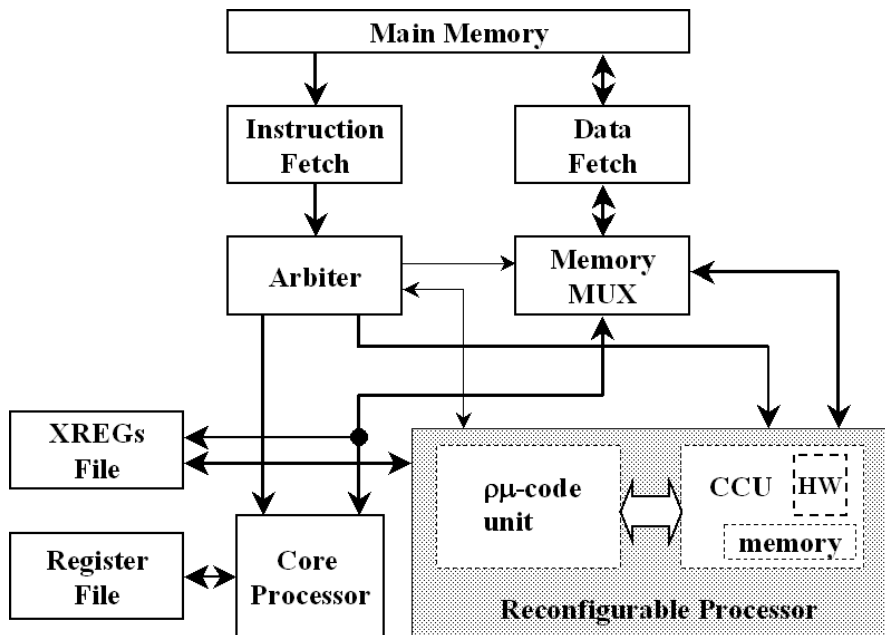 Main Memory
Instruction
Fetch
Data
Fetch
Arbiter
Memory
MUX
XREGs
File
ρμ-code
unit
CCU
HW
memory
Register
File
Core
Processor
Reconfigurable Processor